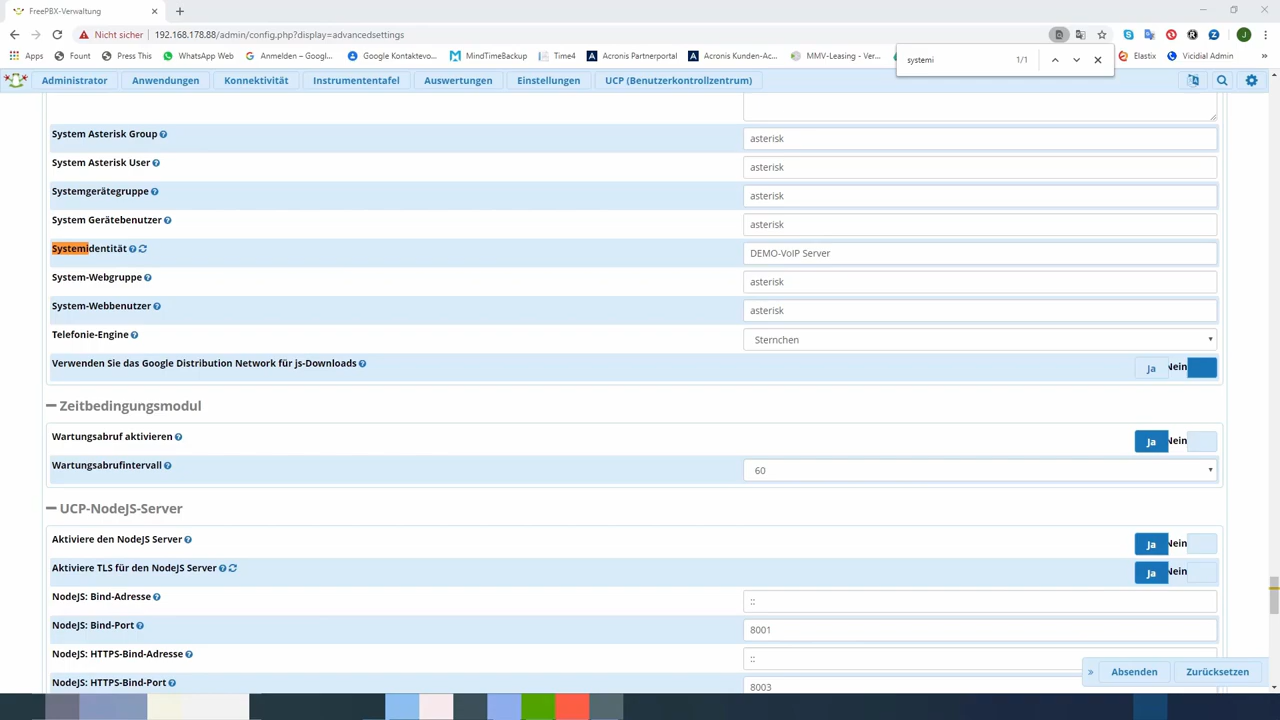 FreePBX-Verwaltung
Nicht sicher
192.168.178.88/admin/config.php?display=advancedsettings
J
Apps
Fount
Press This
WhatsApp Web
Anmelden – Googl...
Google Kontaktevo...
MindTimeBackup
Time4
Acronis Partnerportal
Acronis Kunden-Ac...
MMV-Leasing - Ver...
systemi
1/1
Elastix
Vicidial Admin
»
Administrator
Anwendungen
Konnektivität
Instrumententafel
Auswertungen
Einstellungen
UCP (Benutzerkontrollzentrum)
System Asterisk Group
asterisk
System Asterisk User
asterisk
Systemgerätegruppe
asterisk
System Gerätebenutzer
asterisk
Systemidentität
DEMO-VoIP Server
System-Webgruppe
asterisk
System-Webbenutzer
asterisk
Telefonie-Engine
Sternchen
Verwenden Sie das Google Distribution Network für js-Downloads
Ja
Nein
Zeitbedingungsmodul
Wartungsabruf aktivieren
Ja
Nein
Wartungsabrufintervall
60
UCP-NodeJS-Server
Aktiviere den NodeJS Server
Ja
Nein
Aktiviere TLS für den NodeJS Server
Ja
Nein
NodeJS: Bind-Adresse
::
NodeJS: Bind-Port
8001
NodeJS: HTTPS-Bind-Adresse
::
NodeJS: HTTPS-Bind-Port
8003
»
Absenden
Zurücksetzen